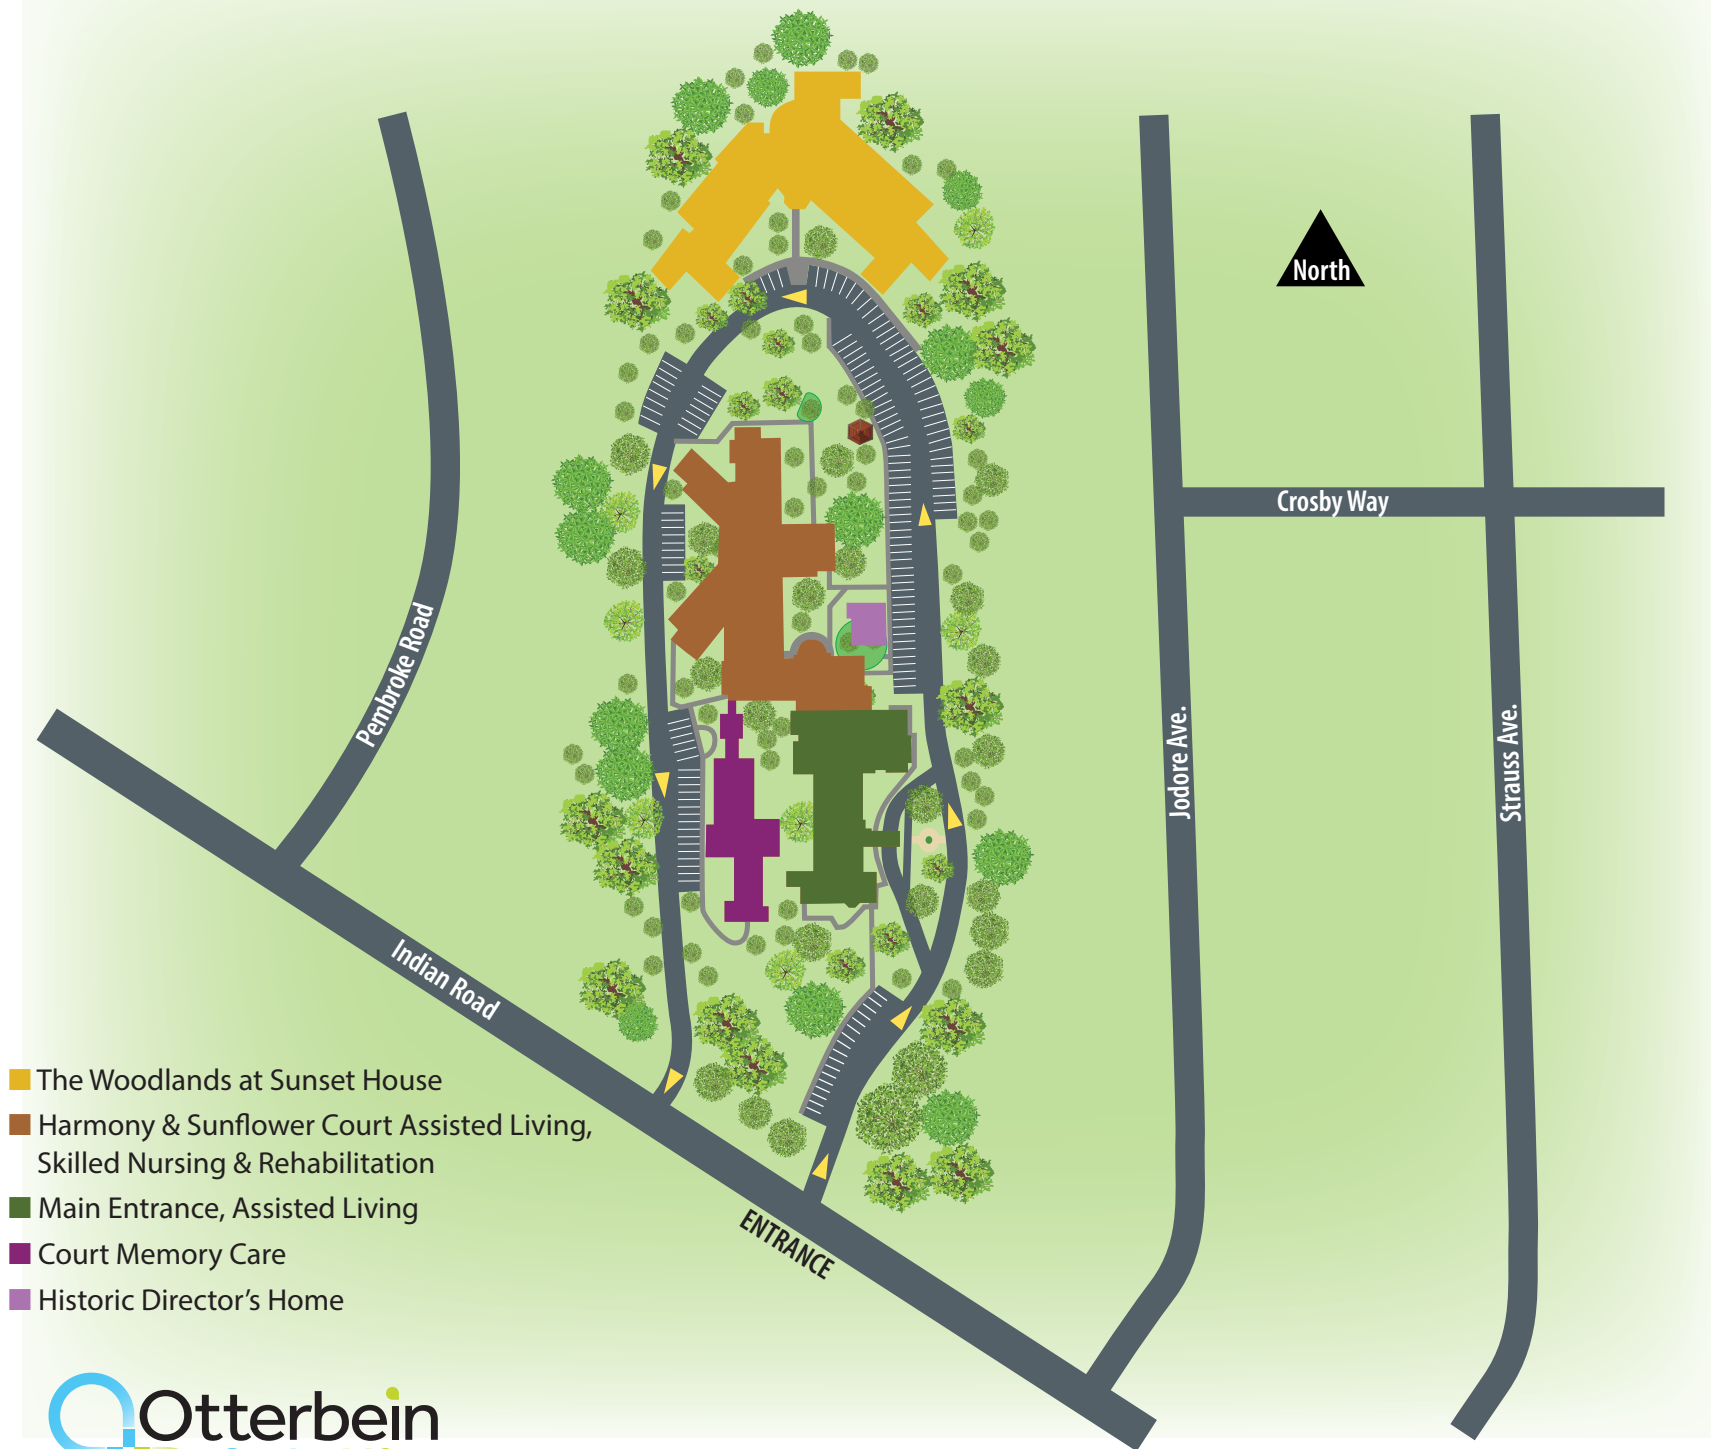 North
Crosby Way
Pembroke Road
Jodore Ave.
Strauss Ave.
Indian Road
ENTRANCE
The Woodlands at Sunset House
Harmony & Sunflower Court Assisted Living,
Skilled Nursing & Rehabilitation
Main Entrance, Assisted Living
Court Memory Care
Historic Director’s Home
Otterbein